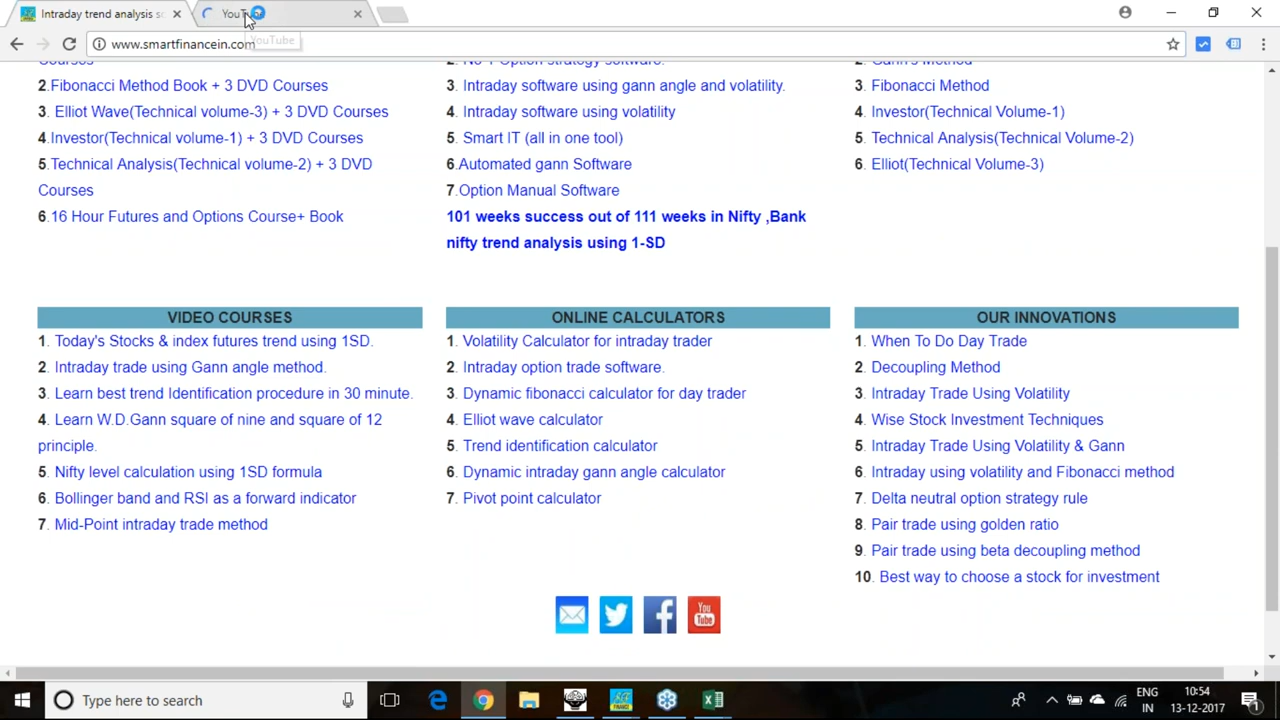 Intraday trend analysis so
YouTube
www.smartfinancein.com
YouTube
Courses
2.Fibonacci Method Book + 3 DVD Courses
3. Elliot Wave(Technical volume-3) + 3 DVD Courses
4.Investor(Technical volume-1) + 3 DVD Courses
5.Technical Analysis(Technical volume-2) + 3 DVD
Courses
6.16 Hour Futures and Options Course+ Book
2. No-1 Option strategy software.
3. Intraday software using gann angle and volatility.
4. Intraday software using volatility
5. Smart IT (all in one tool)
6.Automated gann Software
7.Option Manual Software
101 weeks success out of 111 weeks in Nifty ,Bank
nifty trend analysis using 1-SD
2. Gann's Method
3. Fibonacci Method
4. Investor(Technical Volume-1)
5. Technical Analysis(Technical Volume-2)
6. Elliot(Technical Volume-3)
VIDEO COURSES
1. Today's Stocks & index futures trend using 1SD.
2. Intraday trade using Gann angle method.
3. Learn best trend Identification procedure in 30 minute.
4. Learn W.D.Gann square of nine and square of 12
principle.
5. Nifty level calculation using 1SD formula
6. Bollinger band and RSI as a forward indicator
7. Mid-Point intraday trade method
ONLINE CALCULATORS
1. Volatility Calculator for intraday trader
2. Intraday option trade software.
3. Dynamic fibonacci calculator for day trader
4. Elliot wave calculator
5. Trend identification calculator
6. Dynamic intraday gann angle calculator
7. Pivot point calculator
OUR INNOVATIONS
1. When To Do Day Trade
2. Decoupling Method
3. Intraday Trade Using Volatility
4. Wise Stock Investment Techniques
5. Intraday Trade Using Volatility & Gann
6. Intraday using volatility and Fibonacci method
7. Delta neutral option strategy rule
8. Pair trade using golden ratio
9. Pair trade using beta decoupling method
10. Best way to choose a stock for investment
You
Tube
Type here to search
ENG
IN
10:54
13-12-2017